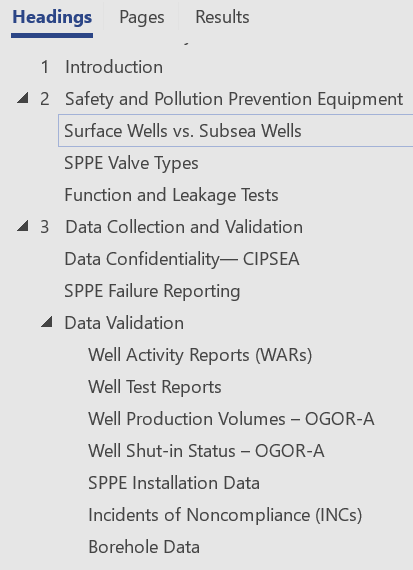 Headings Pages Results
1 Introduction
2 Safety and Pollution Prevention Equipment
Surface Wells vs. Subsea Wells
SPPE Valve Types
Function and Leakage Tests
3 Data Collection and Validation
Data Confidentiality— CIPSEA
SPPE Failure Reporting
Data Validation
Well Activity Reports (WARs)
Well Test Reports
Well Production Volumes – OGOR-A
Well Shut-in Status – OGOR-A
SPPE Installation Data
Incidents of Noncompliance (INCs)
Borehole Data